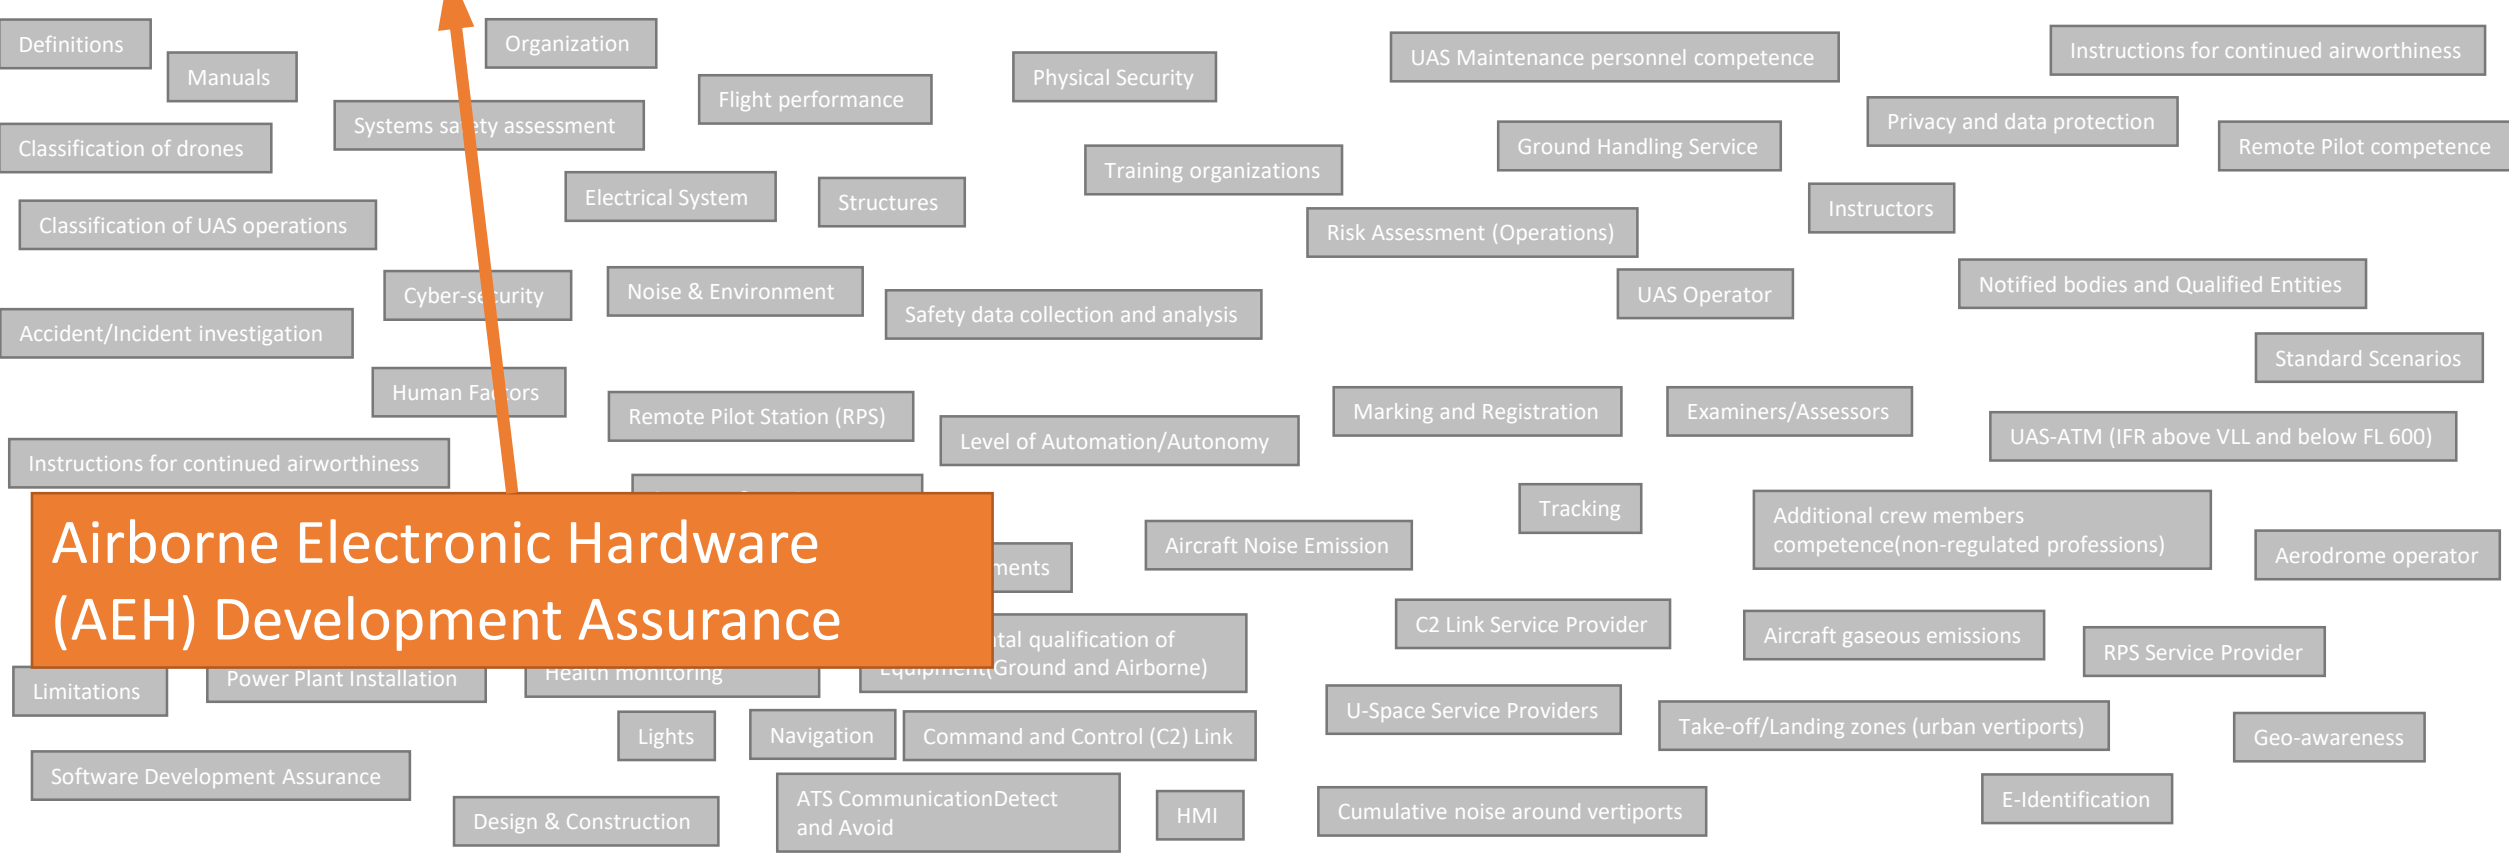 Definitions
Organization
UAS Maintenance personnel competence
Instructions for continued airworthiness
Manuals
Physical Security
Flight performance
Systems safety assessment
Privacy and data protection
Classification of drones
Ground Handling Service
Remote Pilot competence
Training organizations
Electrical System
Structures
Instructors
Classification of UAS operations
Risk Assessment (Operations)
Cyber-security
Noise & Environment
UAS Operator
Notified bodies and Qualified Entities
Safety data collection and analysis
Accident/Incident investigation
Standard Scenarios
Human Factors
Remote Pilot Station (RPS)
Marking and Registration
Examiners/Assessors
Level of Automation/Autonomy
UAS-ATM (IFR above VLL and below FL 600)
Instructions for continued airworthiness
Tracking
Additional crew members
competence(non-regulated professions)
Airborne Electronic Hardware
(AEH) Development Assurance
Aircraft Noise Emission
Aerodrome operator
C2 Link Service Provider
Aircraft gaseous emissions
qualification of
Equipment(Ground and Airborne)
RPS Service Provider
Limitations
Power Plant Installation
Health monitoring
U-Space Service Providers
Take-off/Landing zones (urban vertiports)
Lights
Navigation
Command and Control (C2) Link
Geo-awareness
Software Development Assurance
ATS CommunicationDetect
and Avoid
HMI
Cumulative noise around vertiports
E-Identification
Design & Construction